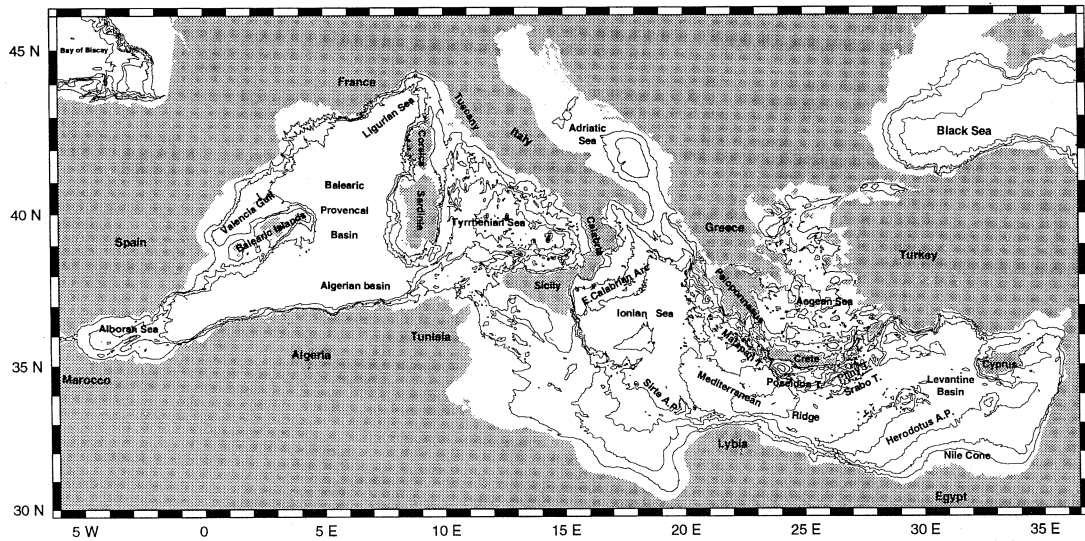 45 N
40 N
35 N
30 N
Bay of Biscay
France
Ligurian Sea
Tuscany
Italy
Corsica
Adriatic
Sea
Black Sea
Spain
Valencia Gulf
Balearic Islands
Balearic
Provencal
Basin
Sardinia
Tyrrhenian Sea
Calabria
Greece
Turkey
Algerian basin
Sicily
E. Calabrian Arc
Ionian Sea
Peloponnesus
Aegean Sea
Alboran Sea
Marocco
Algeria
Tunisia
Matapan T.
Crete
Poseidon T.
Srabo T.
Cyprus
Levantine
Basin
Sirte A.P.
Mediterranean
Ridge
Herodotus A.P.
Nile Cone
Lybia
Egypt
5 W
0
5 E
10 E
15 E
20 E
25 E
30 E
35 E